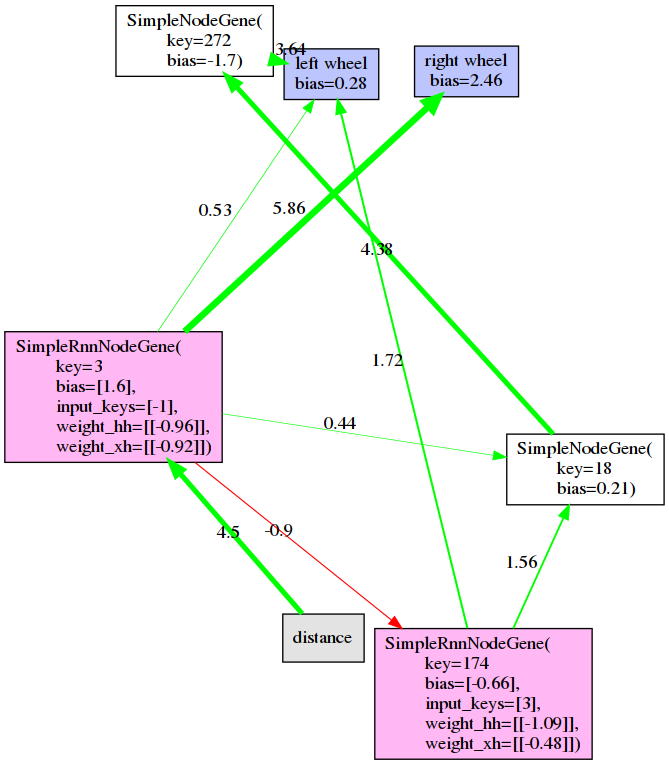 SimpleNodeGene(
key=272
bias=-1.7)
3.64
left wheel
bias=0.28
right wheel
bias=2.46
0.53
5.86
4.38
1.72
SimpleRnnNodeGene(
key=3
bias=[1.6],
input_keys=[-1],
weight_hh=[[-0.96]],
weight_xh=[[-0.92]])
0.44
SimpleNodeGene(
key=18
bias=0.21)
4.5
-0.9
1.56
distance
SimpleRnnNodeGene(
key=174
bias=[-0.66],
input_keys=[3],
weight_hh=[[-1.09]],
weight_xh=[[-0.48]])